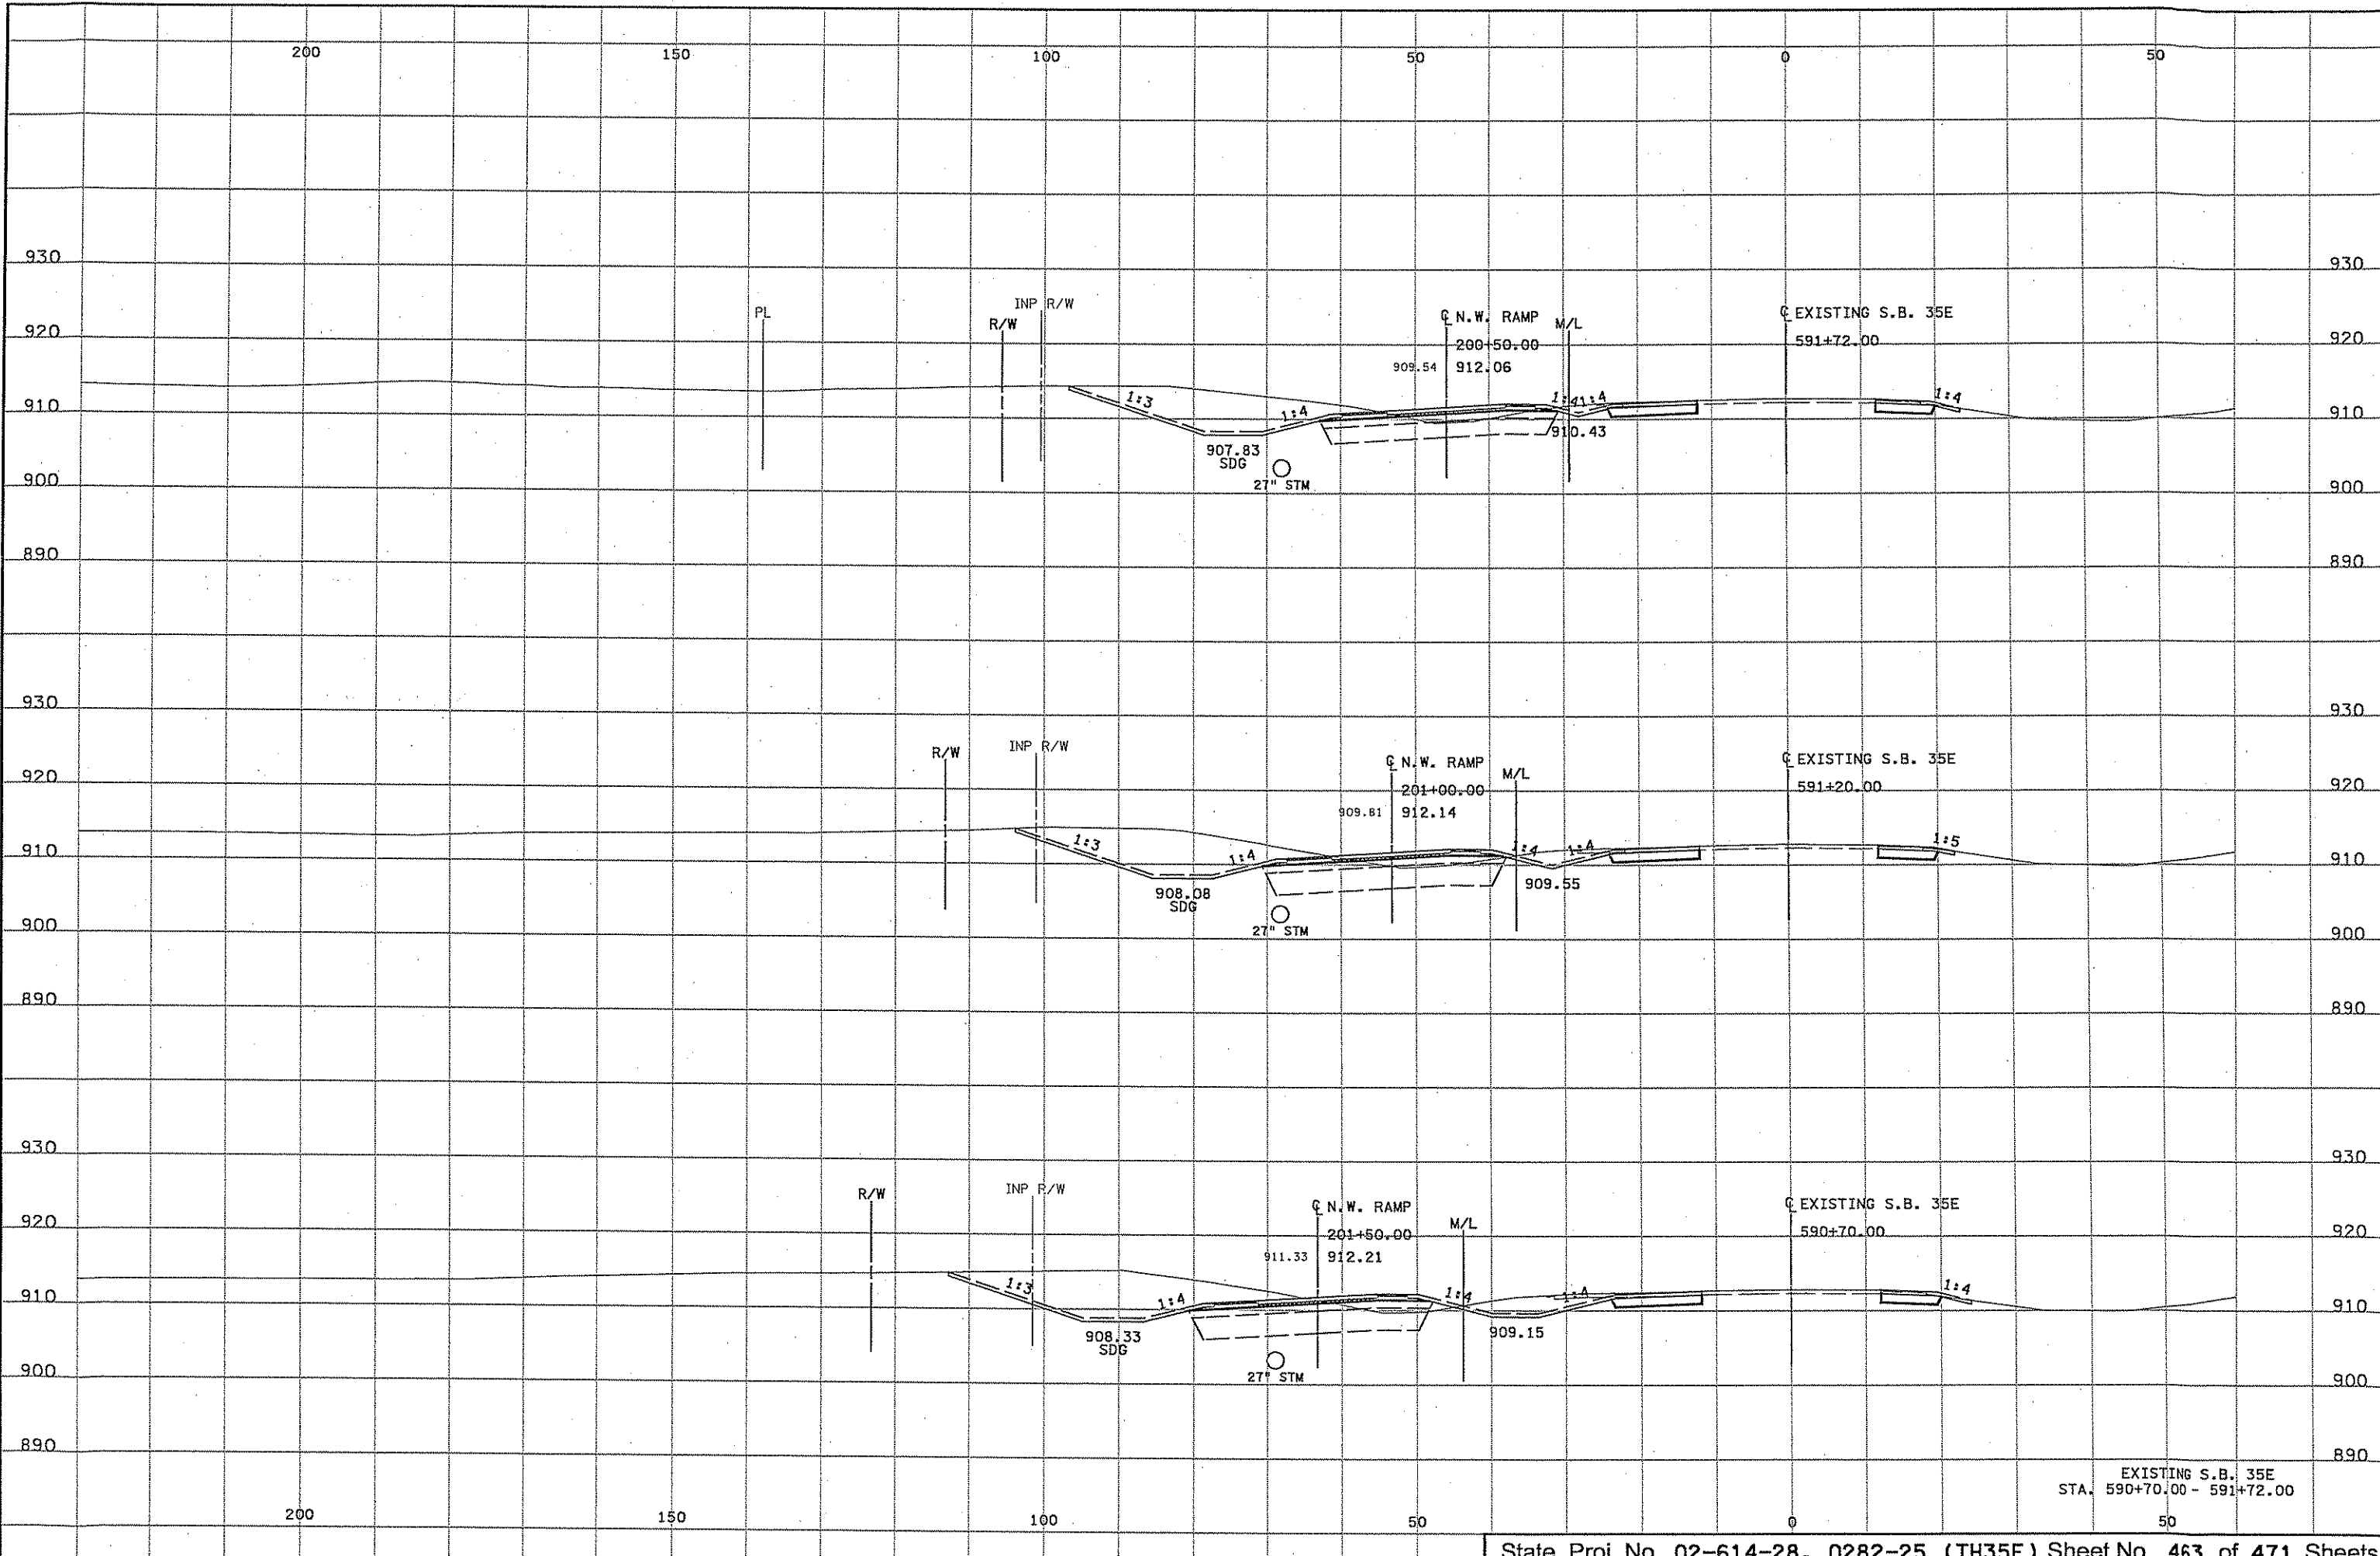 200 150 100 50 0 50
930 930
PL
INP R/W
R/W
℄ N.W. RAMP
M/L
℄ EXISTING S.B. 35E
920 920
200+50.00
591+72.00
909.54 912.06
1:3
1:4
1:4
1:4
1:4
910 910
910.43
907.83
SDG
27" STM
900 900
890 890
930 930
R/W
INP R/W
℄ N.W. RAMP
M/L
℄ EXISTING S.B. 35E
920 920
201+00.00
591+20.00
909.81 912.14
1:3
1:4
1:4
1:4
1:5
910 910
909.55
908.08
SDG
27" STM
900 900
890 890
930 930
R/W
INP R/W
℄ N.W. RAMP
M/L
℄ EXISTING S.B. 35E
920 920
201+50.00
590+70.00
911.33 912.21
1:3
1:4
1:4
1:4
1:4
910 910
909.15
908.33
SDG
27" STM
900 900
890 890
EXISTING S.B. 35E
STA. 590+70.00 - 591+72.00
200 150 100 50 0 50
State Proj. No. 02-614-28, 0282-25 (TH35E) Sheet No. 463 of 471 Sheets